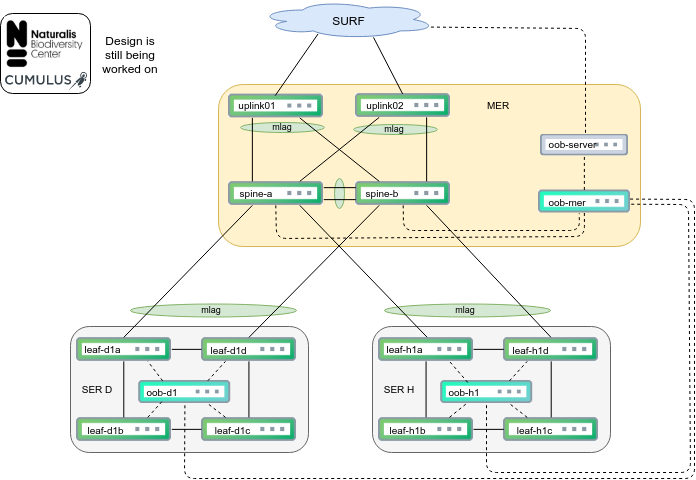 SURF
Naturalis
Biodiversity
Center
CUMULUS
Design is
still being
worked on
uplink01
uplink02
MER
mlag
mlag
oob-server
spine-a
spine-b
oob-mer
mlag
mlag
leaf-d1a
leaf-d1d
leaf-h1a
leaf-h1d
SER D
oob-d1
SER H
oob-h1
leaf-d1b
leaf-d1c
leaf-h1b
leaf-h1c